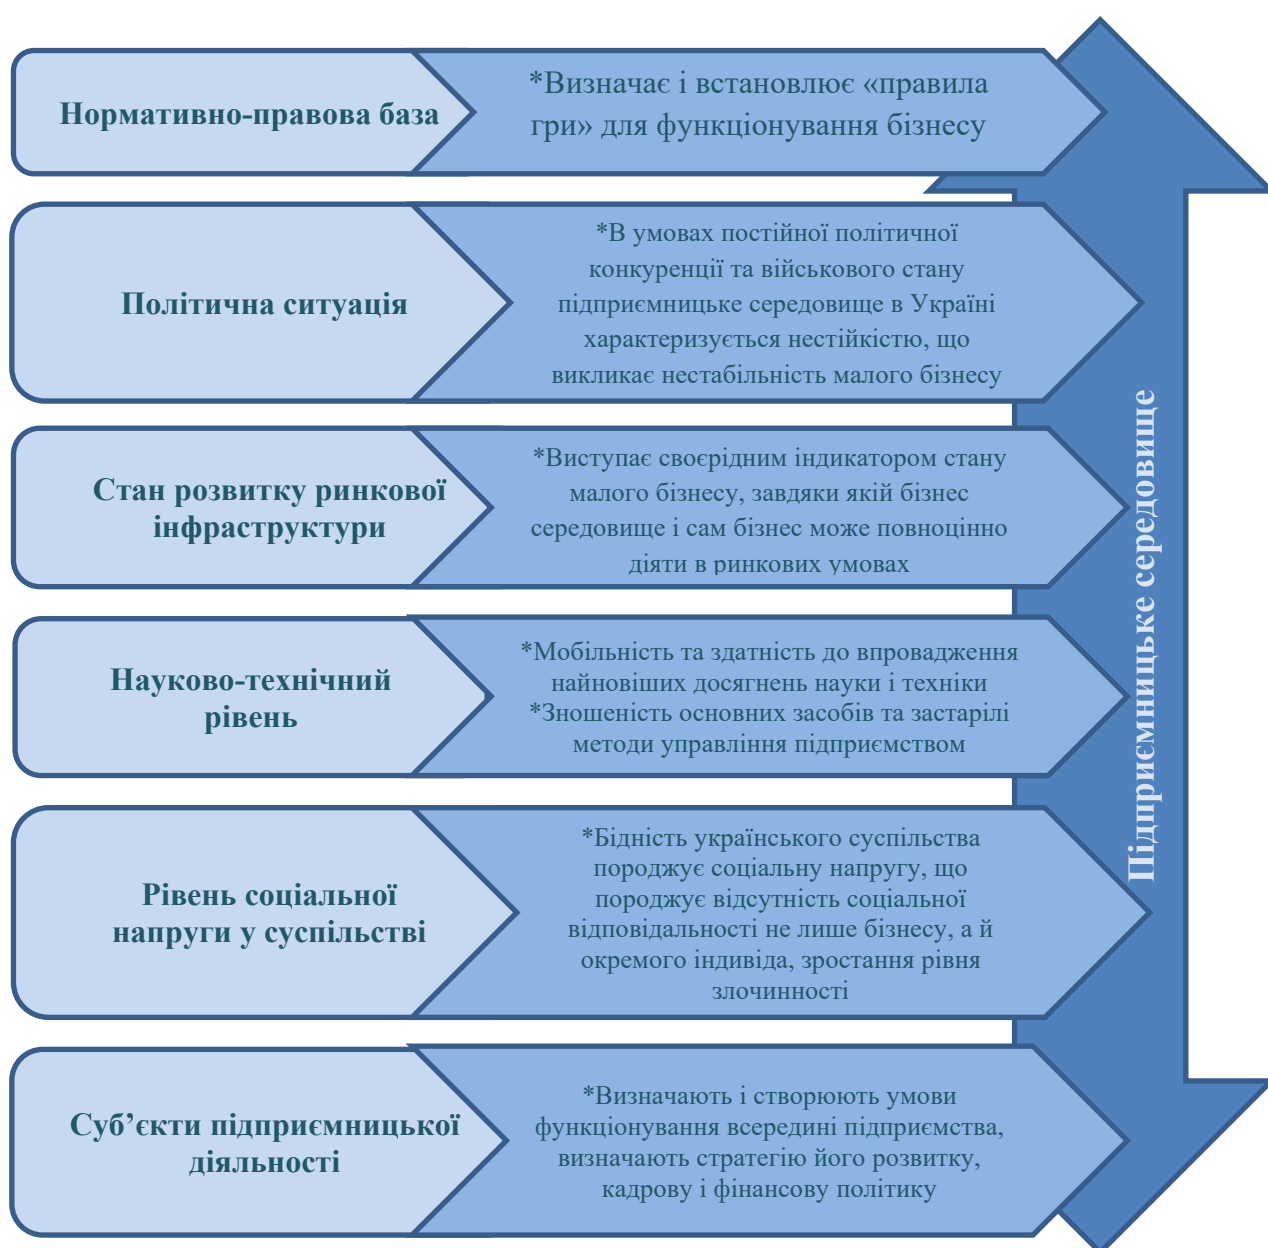 Нормативно-правова база
*Визначає і встановлює «правила
гри» для функціонування бізнесу
Політична ситуація
*В умовах постійної політичної
конкуренції та військового стану
підприємницьке середовище в Україні
характеризується нестійкістю, що
викликає нестабільність малого бізнесу
Стан розвитку ринкової
інфраструктури
*Виступає своєрідним індикатором стану
малого бізнесу, завдяки якій бізнес
середовище і сам бізнес може повноцінно
діяти в ринкових умовах
Науково-технічний
рівень
*Мобільність та здатність до впровадження
найновіших досягнень науки і техніки
*Зношеність основних засобів та застарілі
методи управління підприємством
Рівень соціальної
напруги у суспільстві
*Бідність українського суспільства
породжує соціальну напругу, що
породжує відсутність соціальної
відповідальності не лише бізнесу, а й
окремого індивіда, зростання рівня
злочинності
Суб’єкти підприємницької
діяльності
*Визначають і створюють умови
функціонування всередині підприємства,
визначають стратегію його розвитку,
кадрову і фінансову політику
Підприємницьке середовище